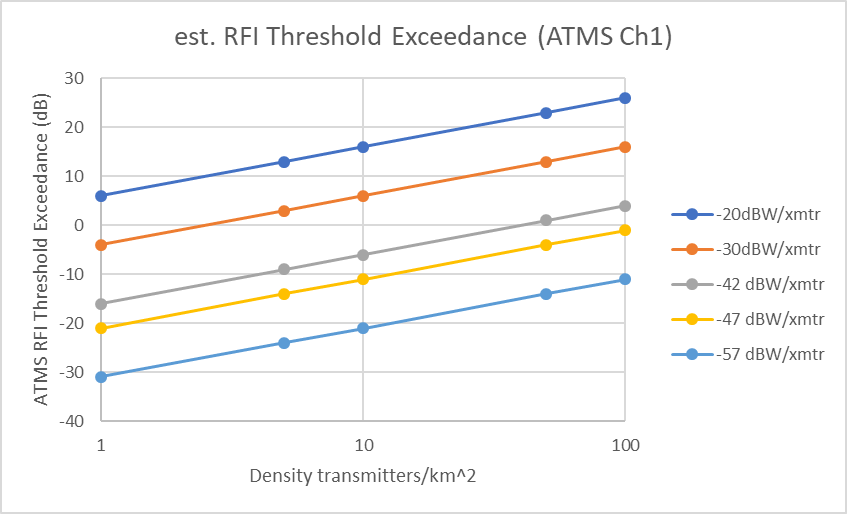 est. RFI Threshold Exceedance (ATMS Ch1)
ATMS RFI Threshold Exceedance (dB)
30
20
10
0
-10
-20
-30
-40
1
10
100
Density transmitters/km^2
-20dBW/xmtr
-30dBW/xmtr
-42 dBW/xmtr
-47 dBW/xmtr
-57 dBW/xmtr